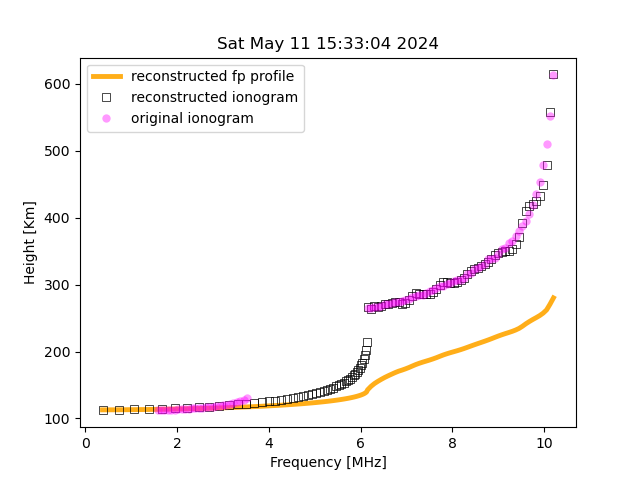 Sat May 11 15:33:04 2024
reconstructed fp profile
reconstructed ionogram
original ionogram
Height [Km]
600
500
400
300
200
100
0 2 4 6 8 10
Frequency [MHz]